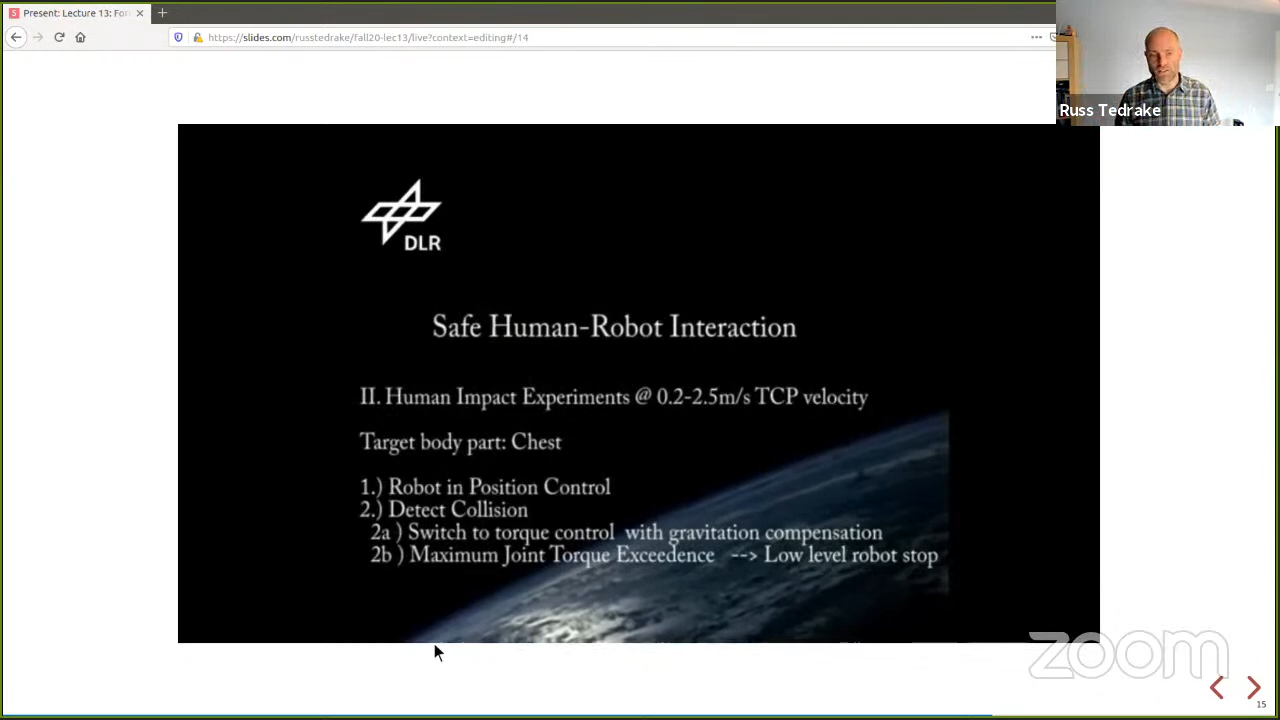 Present: Lecture 13: For
https://slides.com/russtedrake/fall20-lec13/live?context=editing#/14
Russ Tedrake
DLR
Safe Human-Robot Interaction
II. Human Impact Experiments @ 0.2-2.5m/s TCP velocity
Target body part: Chest
1.) Robot in Position Control
2.) Detect Collision
2a ) Switch to torque control with gravitation compensation
2b ) Maximum Joint Torque Exceedence --> Low level robot stop
zoom
15